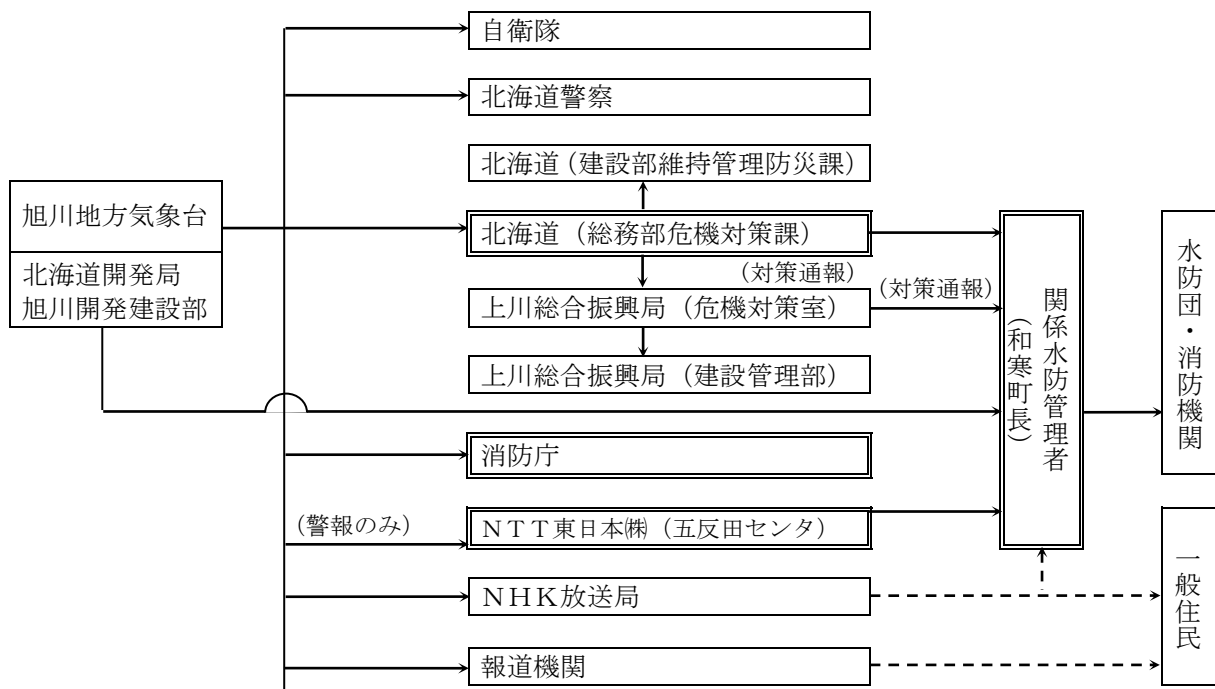 自衛隊
北海道警察
北海道（建設部維持管理防災課）
旭川地方気象台
北海道開発局
旭川開発建設部
北海道（総務部危機対策課）
（対策通報）
上川総合振興局（危機対策室）
（対策通報）
上川総合振興局（建設管理部）
消防庁
（警報のみ）
ＮＴＴ東日本㈱（五反田センタ）
ＮＨＫ放送局
報道機関
関係水防管理者
（和寒町長）
水防団・消防機関
一般住民